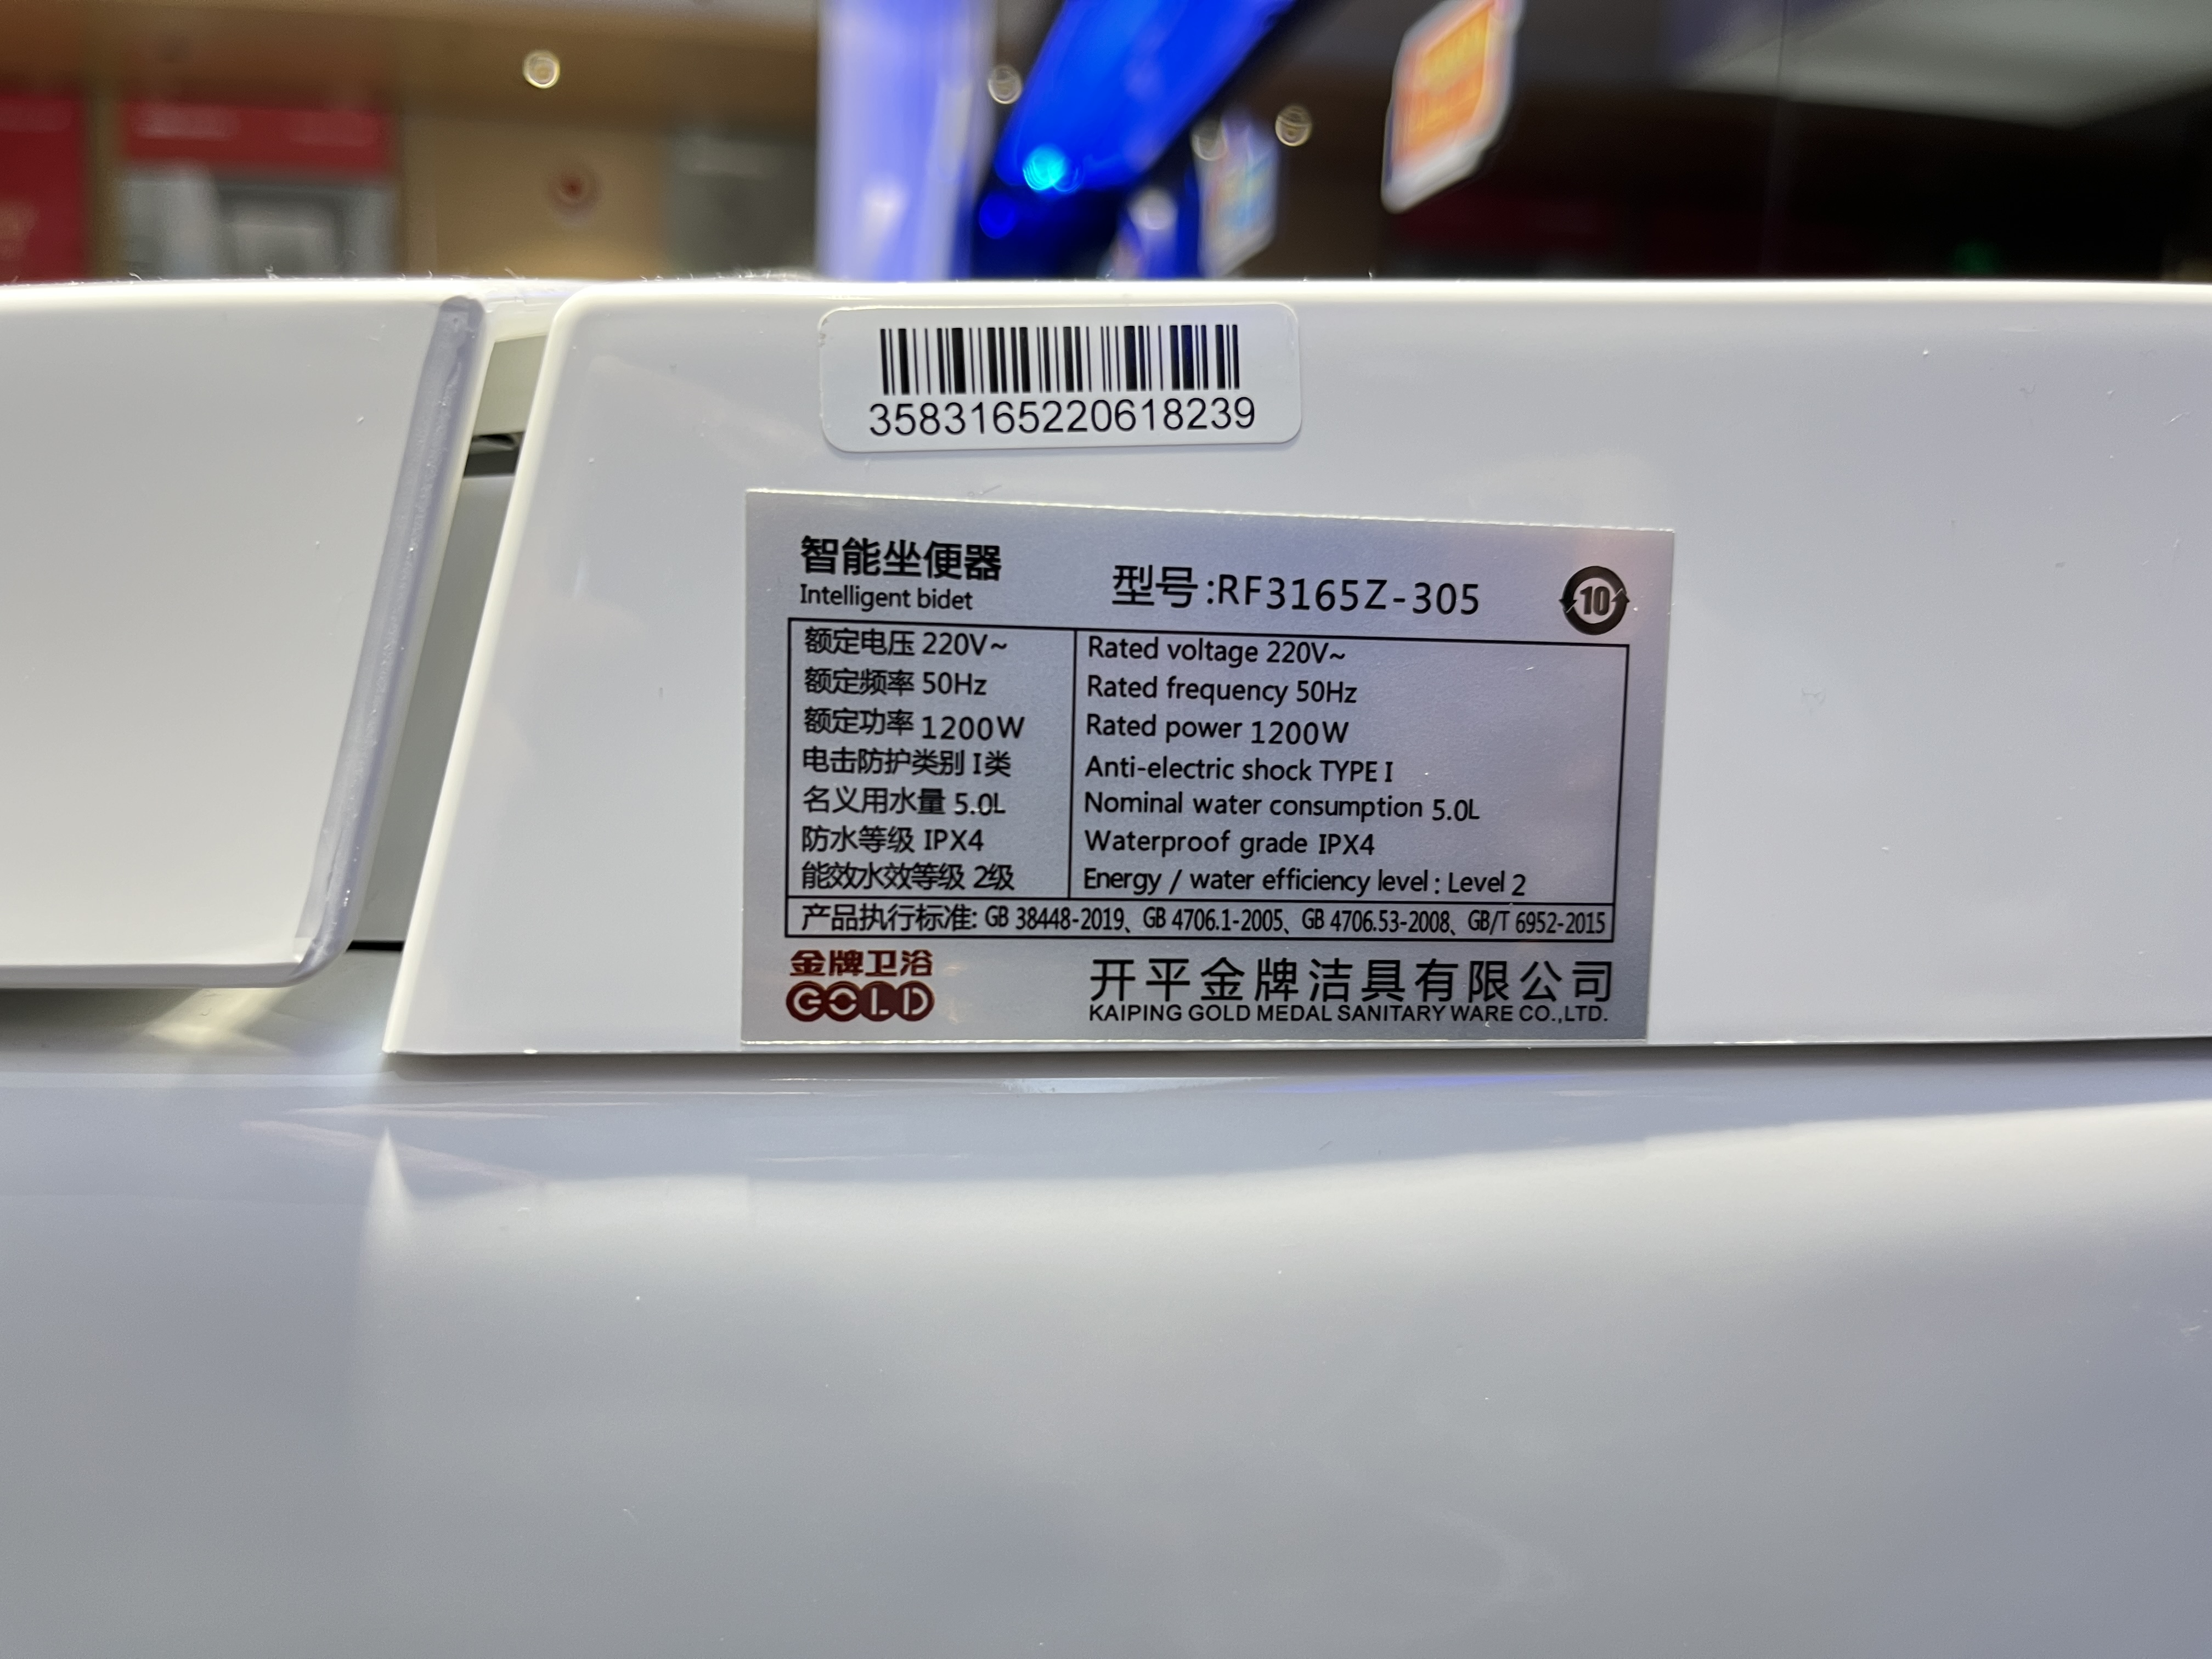 3583165220618239
智能坐便器
Intelligent bidet
型号:RF3165Z-305
10
额定电压 220V~
额定频率 50Hz
额定功率 1200W
电击防护类别 I类
名义用水量 5.0L
防水等级 IPX4
能效水效等级 2级
Rated voltage 220V~
Rated frequency 50Hz
Rated power 1200W
Anti-electric shock TYPE I
Nominal water consumption 5.0L
Waterproof grade IPX4
Energy / water efficiency level : Level 2
产品执行标准: GB 38448-2019、GB 4706.1-2005、GB 4706.53-2008、GB/T 6952-2015
金牌卫浴
GOLD
开平金牌洁具有限公司
KAIPING GOLD MEDAL SANITARY WARE CO.,LTD.